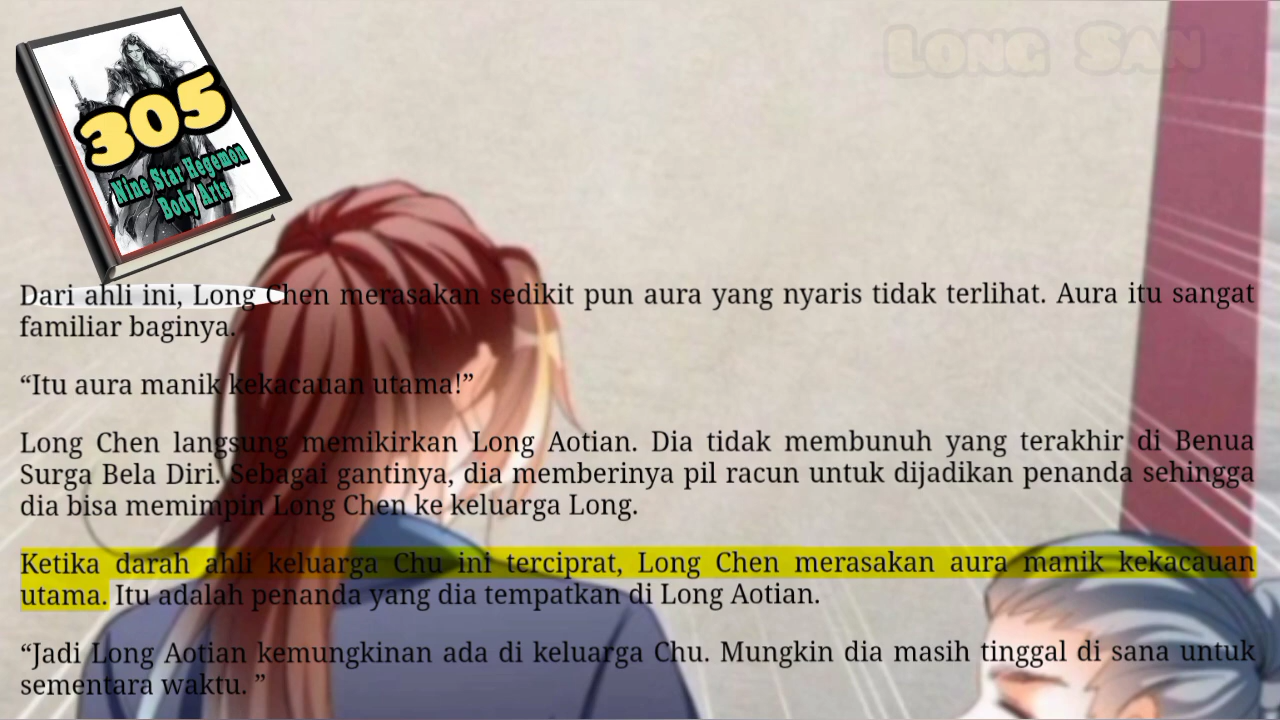 Long San
305
Nine Star Hegemon
Body Arts
Dari ahli ini, Long Chen merasakan sedikit pun aura yang nyaris tidak terlihat. Aura itu sangat
familiar baginya.
“Itu aura manik kekacauan utama!”
Long Chen langsung memikirkan Long Aotian. Dia tidak membunuh yang terakhir di Benua
Surga Bela Diri. Sebagai gantinya, dia memberinya pil racun untuk dijadikan penanda sehingga
dia bisa memimpin Long Chen ke keluarga Long.
Ketika darah ahli keluarga Chu ini terciprat, Long Chen merasakan aura manik kekacauan
utama. Itu adalah penanda yang dia tempatkan di Long Aotian.
“Jadi Long Aotian kemungkinan ada di keluarga Chu. Mungkin dia masih tinggal di sana untuk
sementara waktu. ”